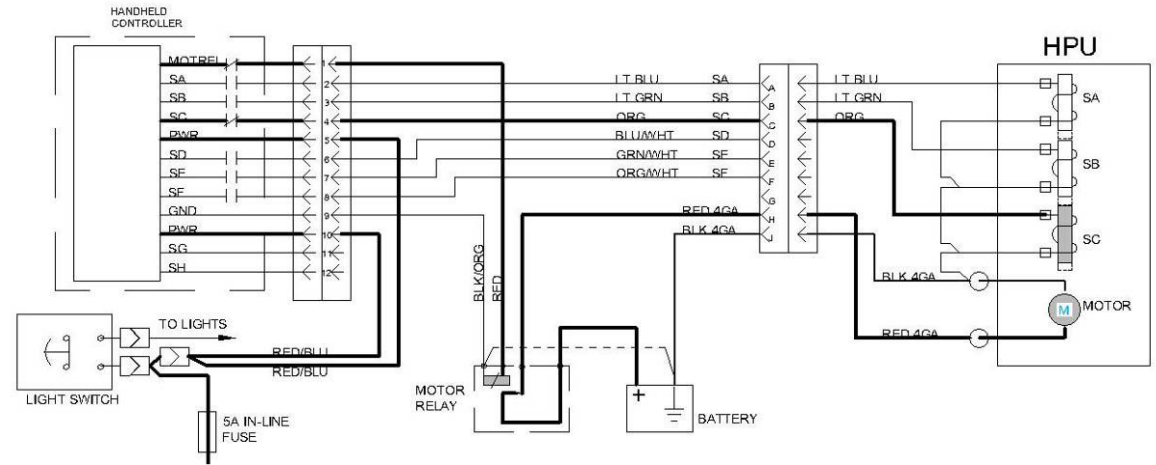 HANDHELD
CONTROLLER
HPU
MOTREL 1
SA 2 LT BLU SA A LT BLU
SA
SB 3 LT GRN SB B LT GRN
SC 4 ORG SC C ORG
PWR 5 BLU/WHT SD D
SD 6 GRN/WHT SE E
SB
SE 7 ORG/WHT SF F
SF 8 G
GND 9 RED 4GA H
PWR 10 BLK 4GA J
SC
SG 11
SH 12
BLK/ORG
RED
BLK 4GA
M MOTOR
TO LIGHTS
RED 4GA
RED/BLU
RED/BLU
LIGHT SWITCH
MOTOR
RELAY
+
BATTERY
5A IN-LINE
FUSE